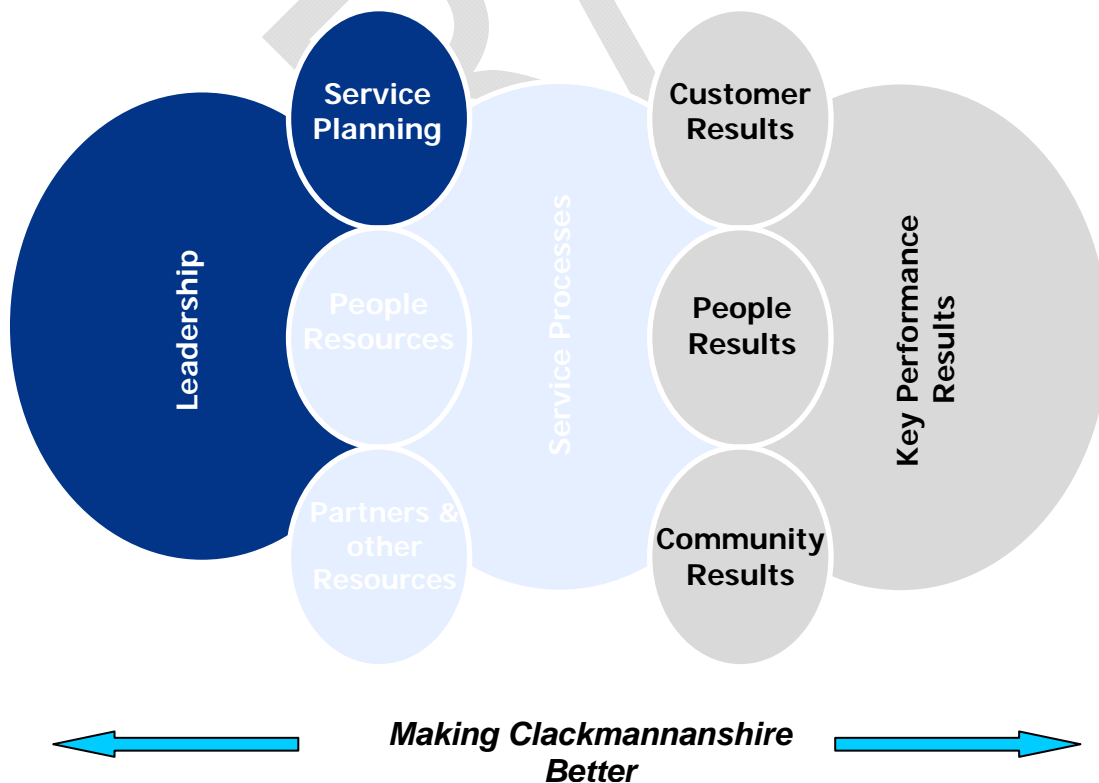 Service
Planning
Customer
Results
Leadership
People
Resources
Service Processes
People
Results
Key Performance
Results
Partners &
other
Resources
Community
Results
Making Clackmannanshire
Better